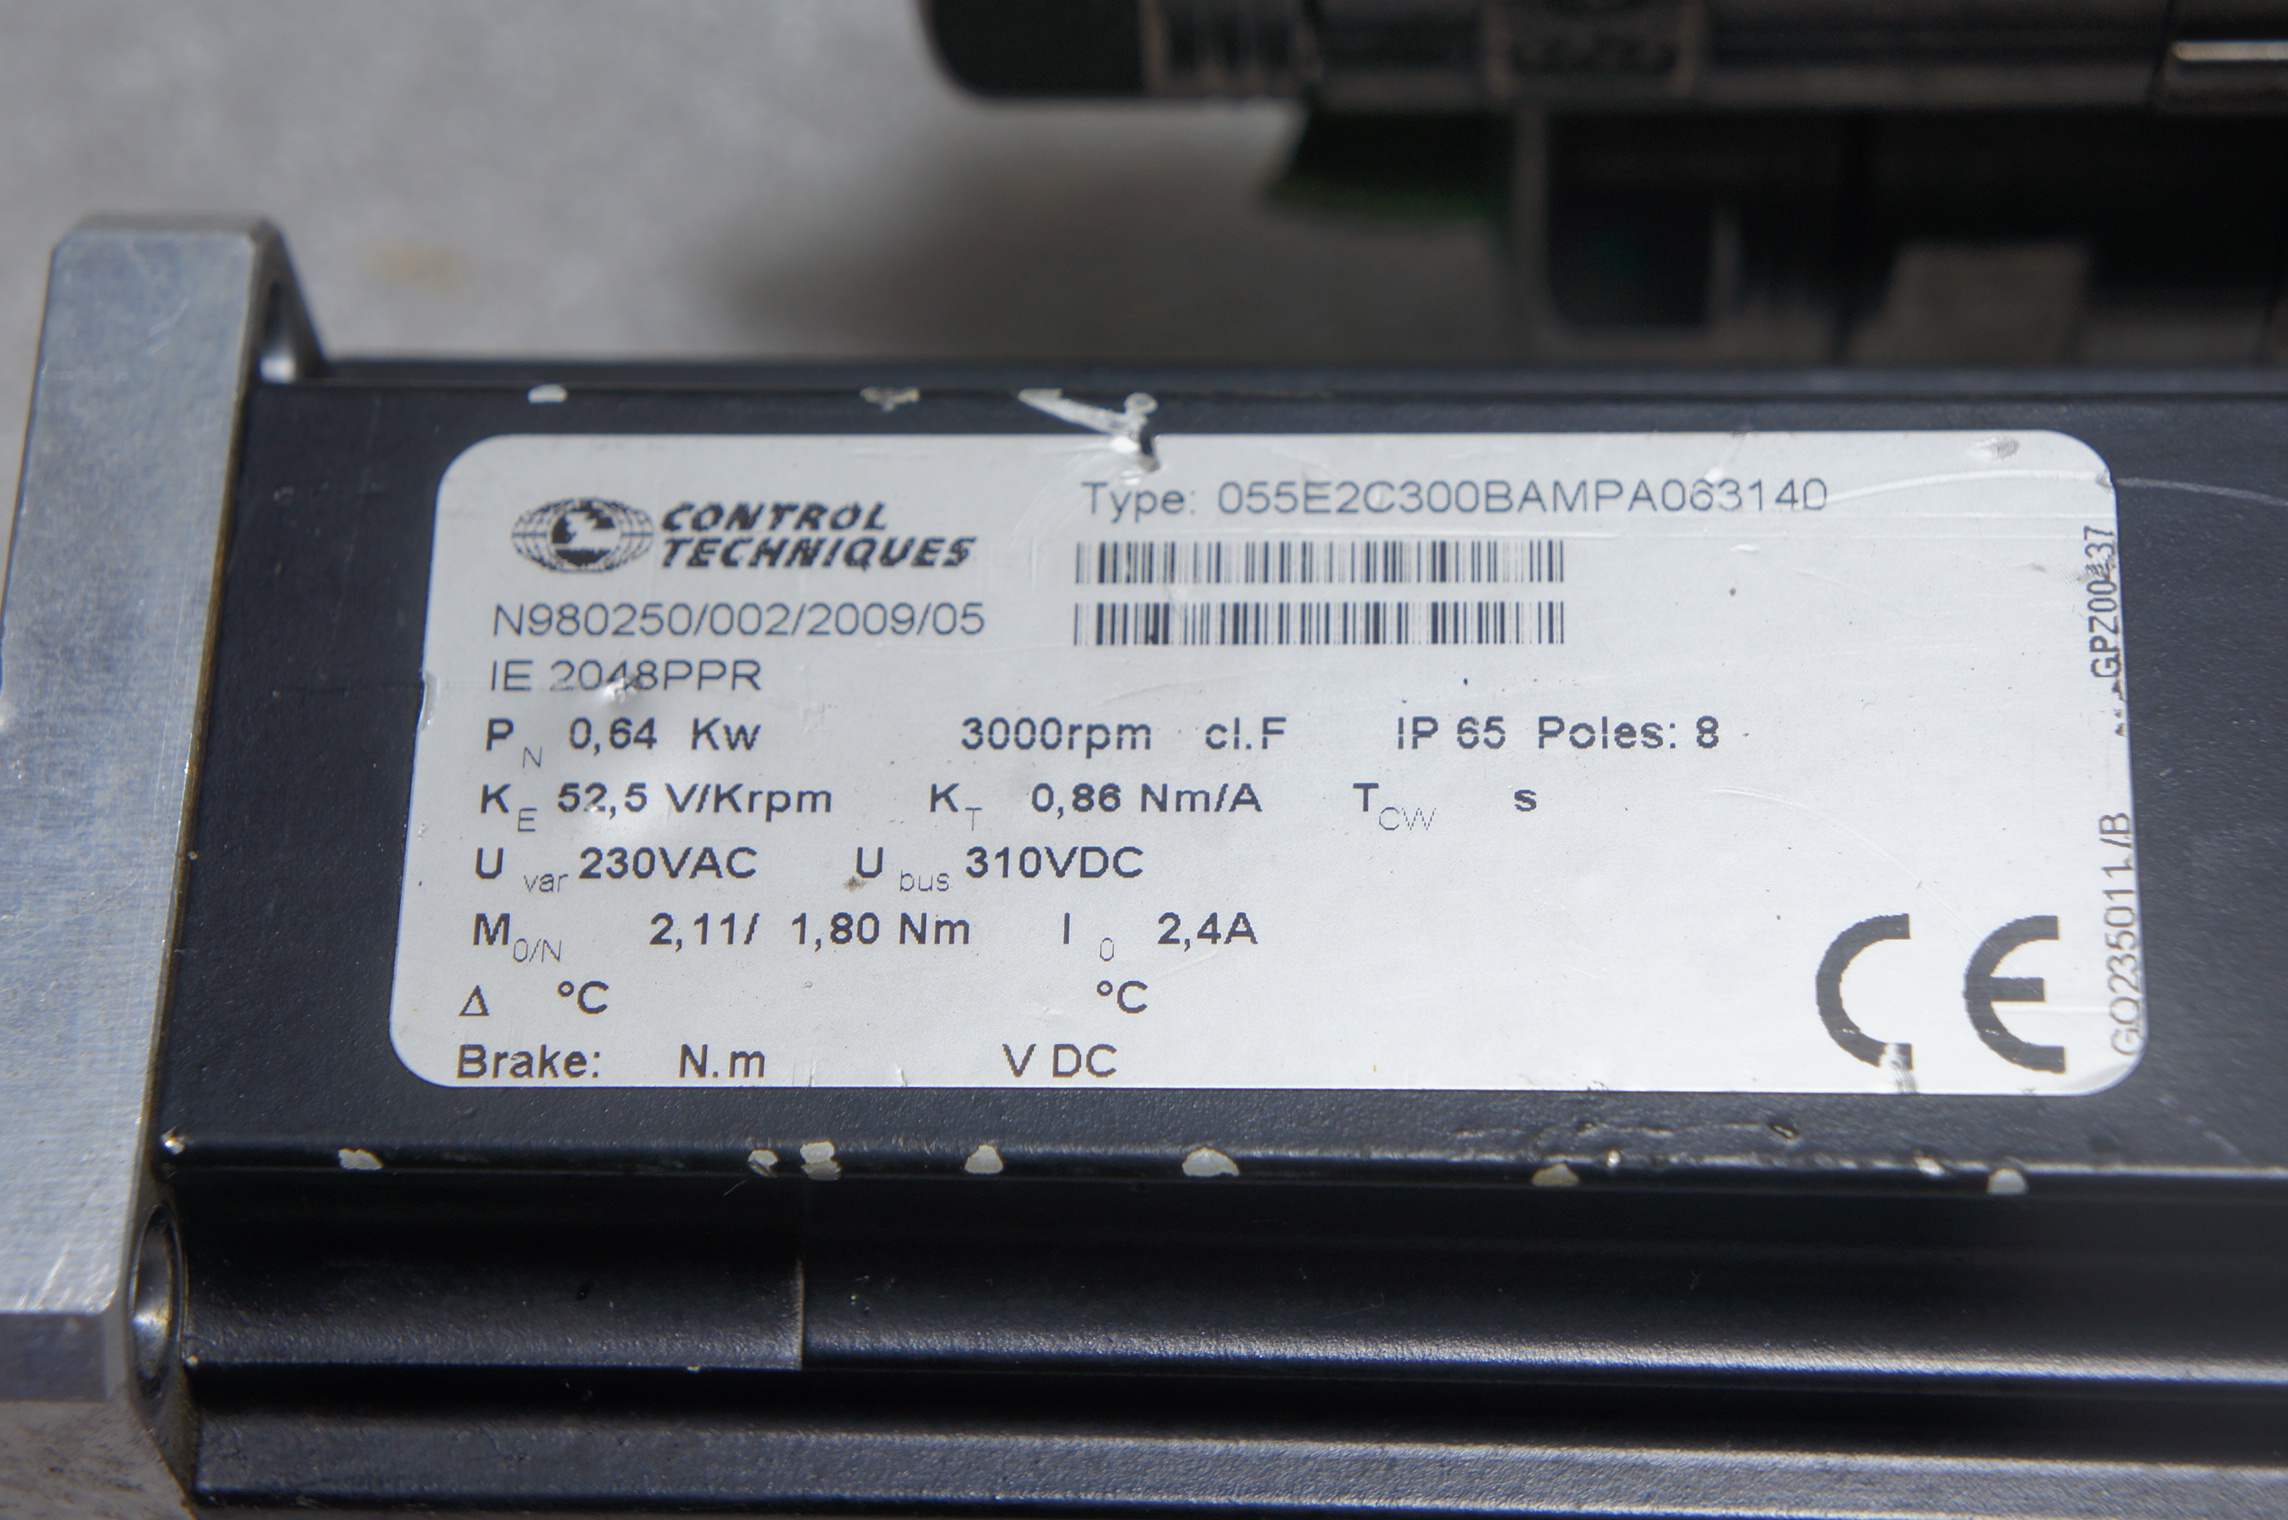 CONTROL
TECHNIQUES
Type: 055E2C300BAMPA063140
N980250/002/2009/05
IE 2048PPR
PN 0,64 Kw 3000rpm cl.F IP 65 Poles: 8
KE 52,5 V/Krpm KT 0,86 Nm/A TCW s
U var 230VAC U bus 310VDC
M0/N 2,11/ 1,80 Nm I 0 2,4A
Δ °C °C
Brake: N.m V DC
CE
GQ235011/B